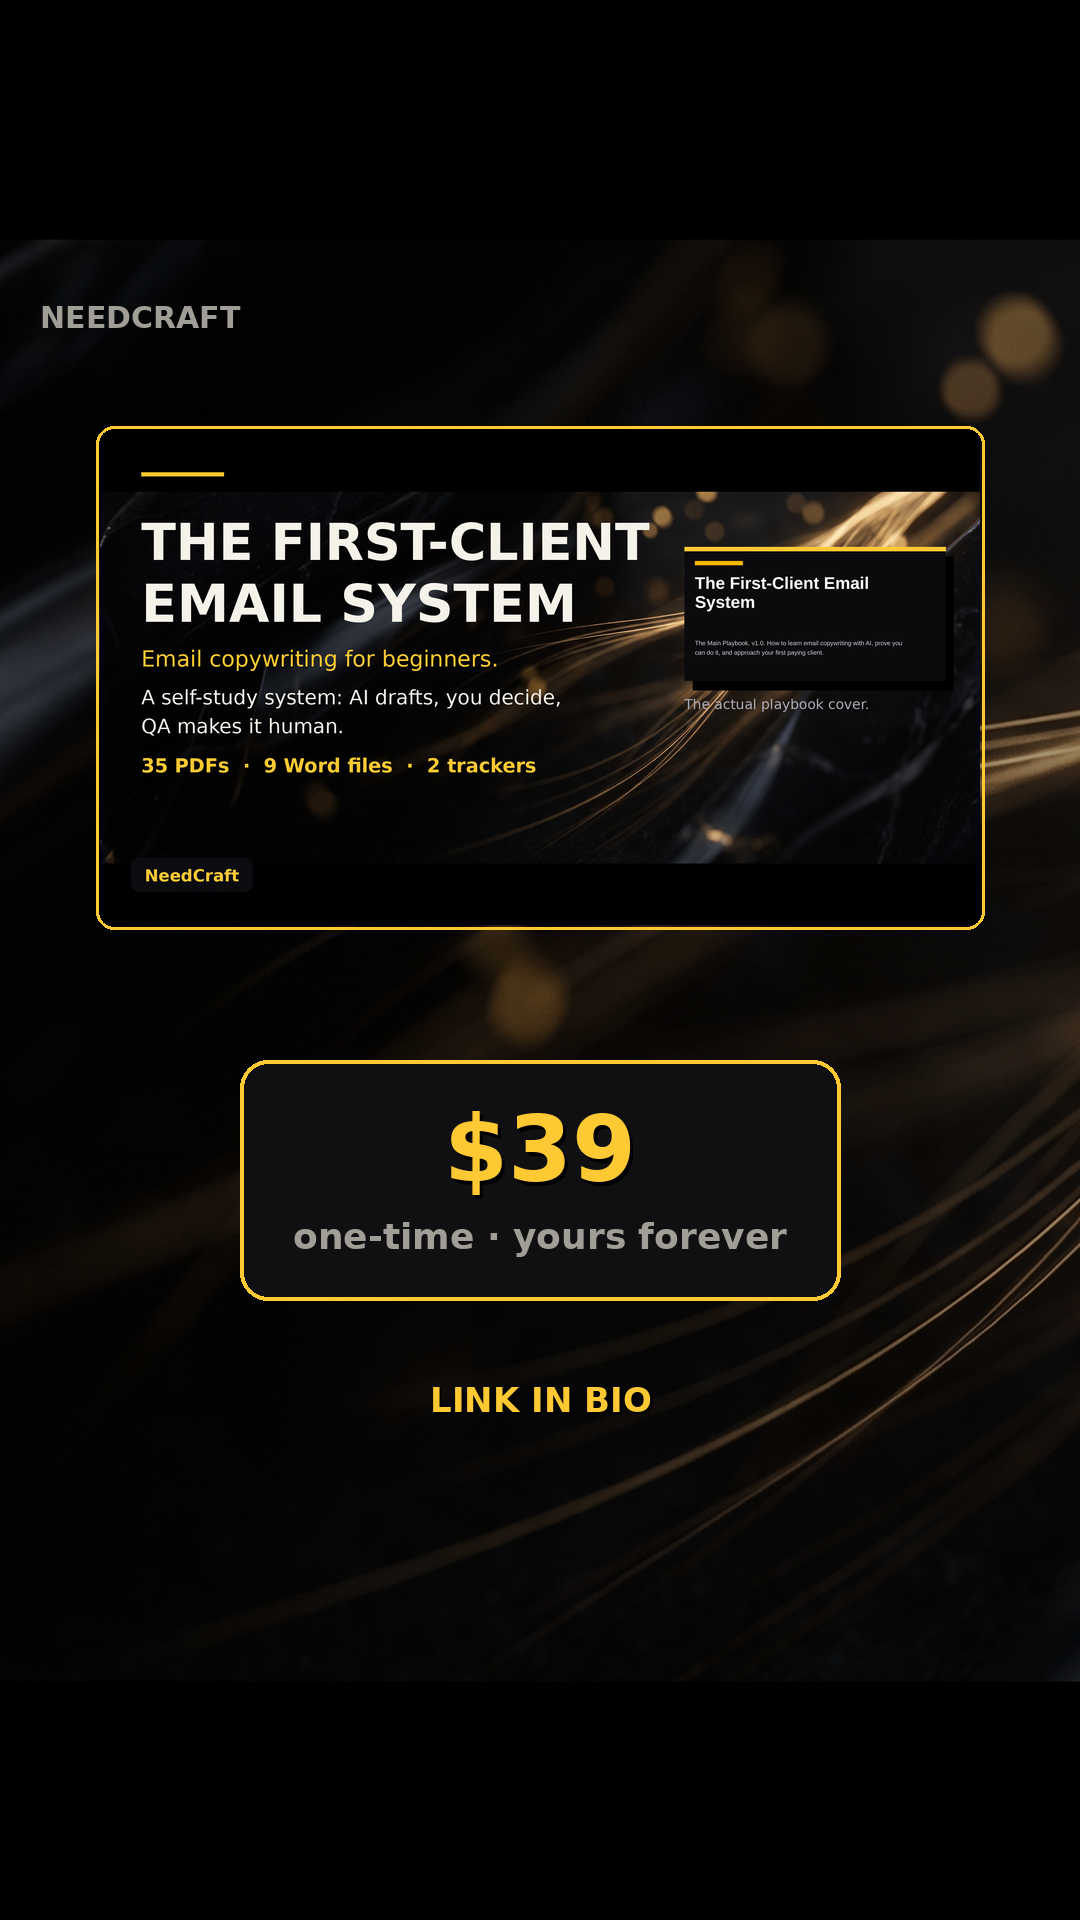 NEEDCRAFT
THE FIRST-CLIENT
EMAIL SYSTEM
Email copywriting for beginners.
A self-study system: AI drafts, you decide,
QA makes it human.
35 PDFs · 9 Word files · 2 trackers
The First-Client Email
System
The Main Playbook, v1.0. How to learn email copywriting with AI, prove you
can do it, and approach your first paying client.
The actual playbook cover.
NeedCraft
$39
one-time · yours forever
LINK IN BIO